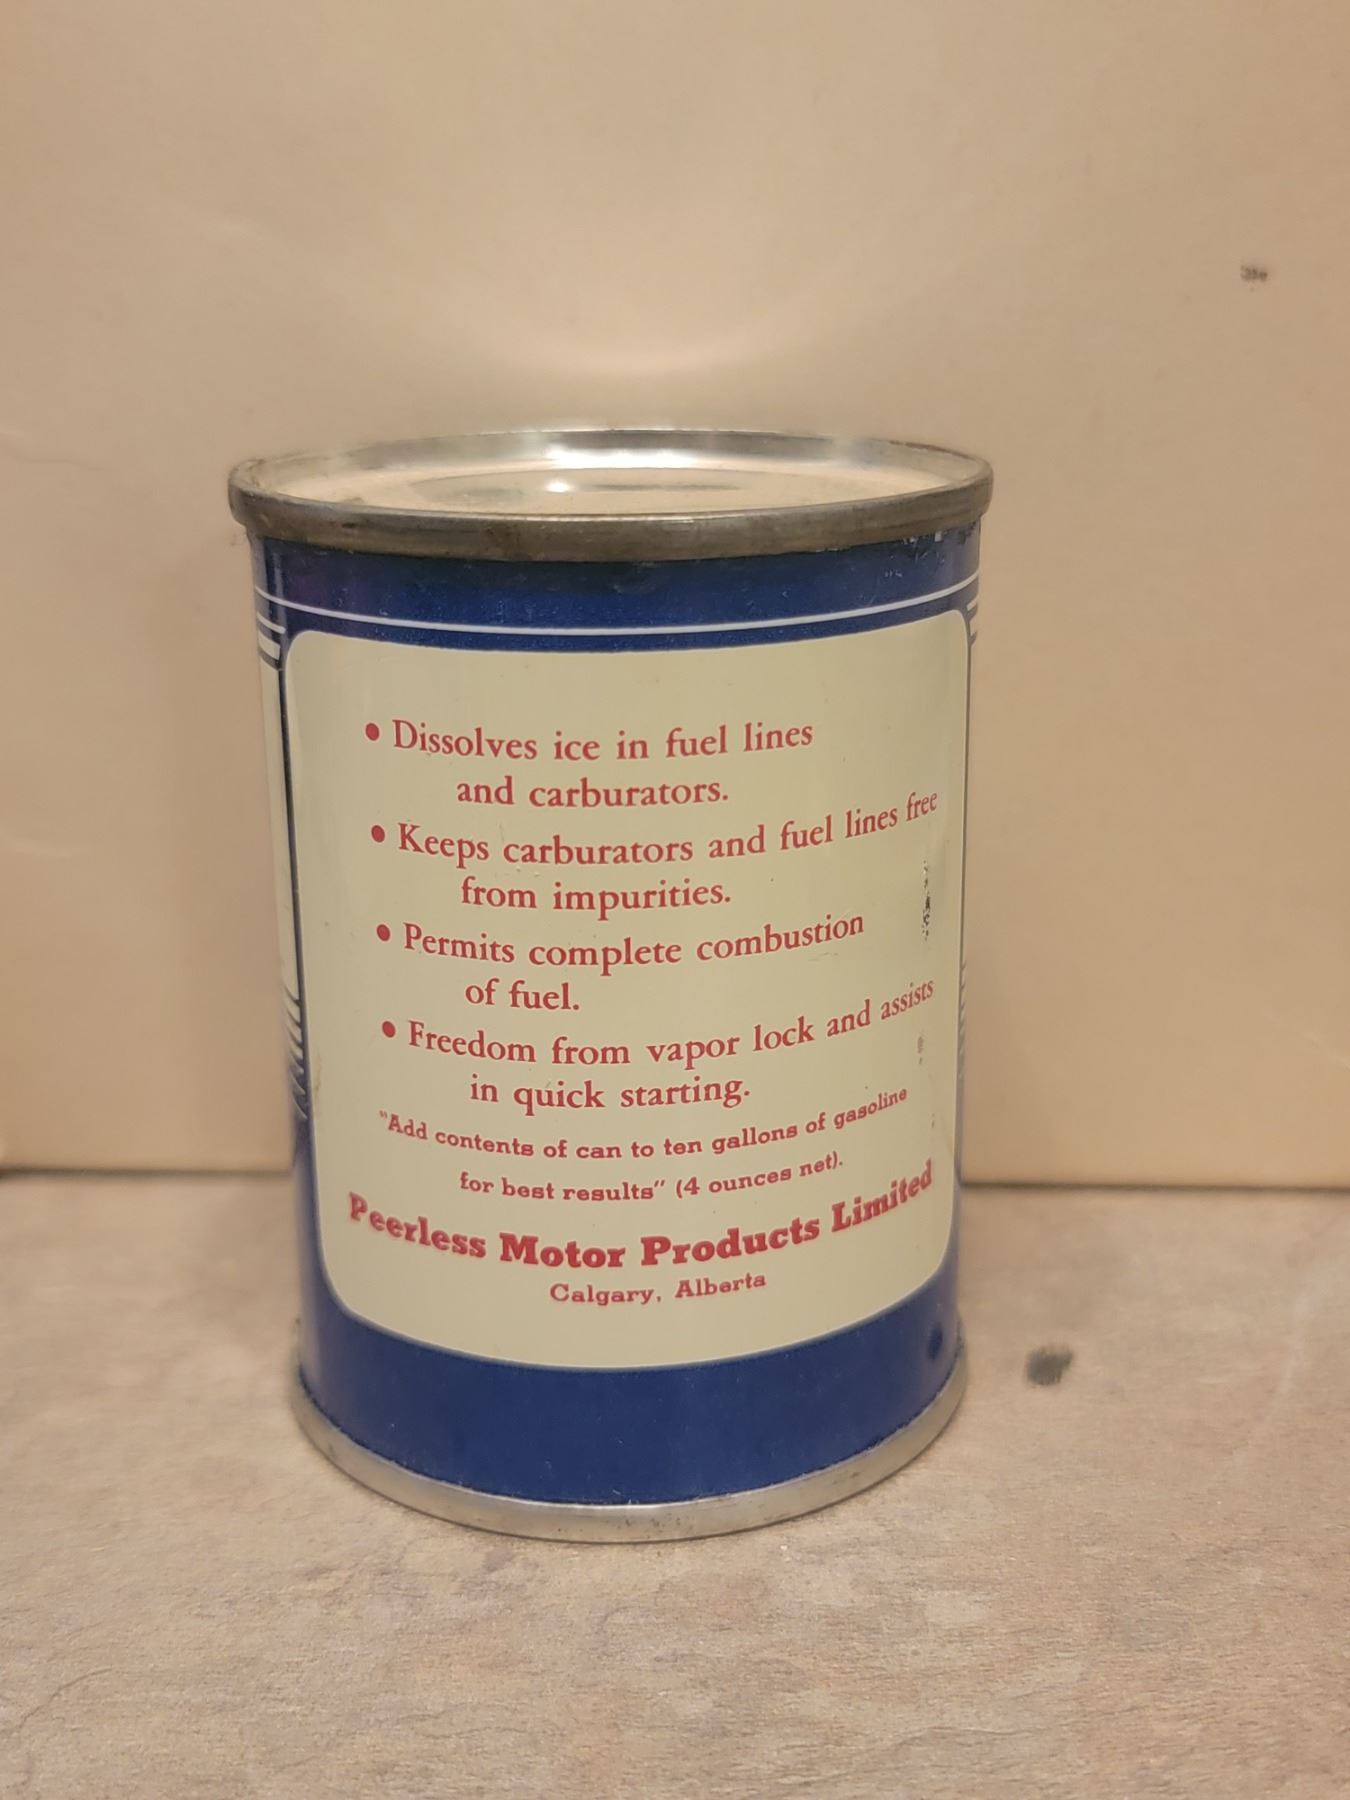 • Dissolves ice in fuel lines
and carburators.
• Keeps carburators and fuel lines free
from impurities.
• Permits complete combustion
of fuel.
• Freedom from vapor lock and assists
in quick starting.
"Add contents of can to ten gallons of gasoline
for best results" (4 ounces net).
Peerless Motor Products Limited
Calgary, Alberta